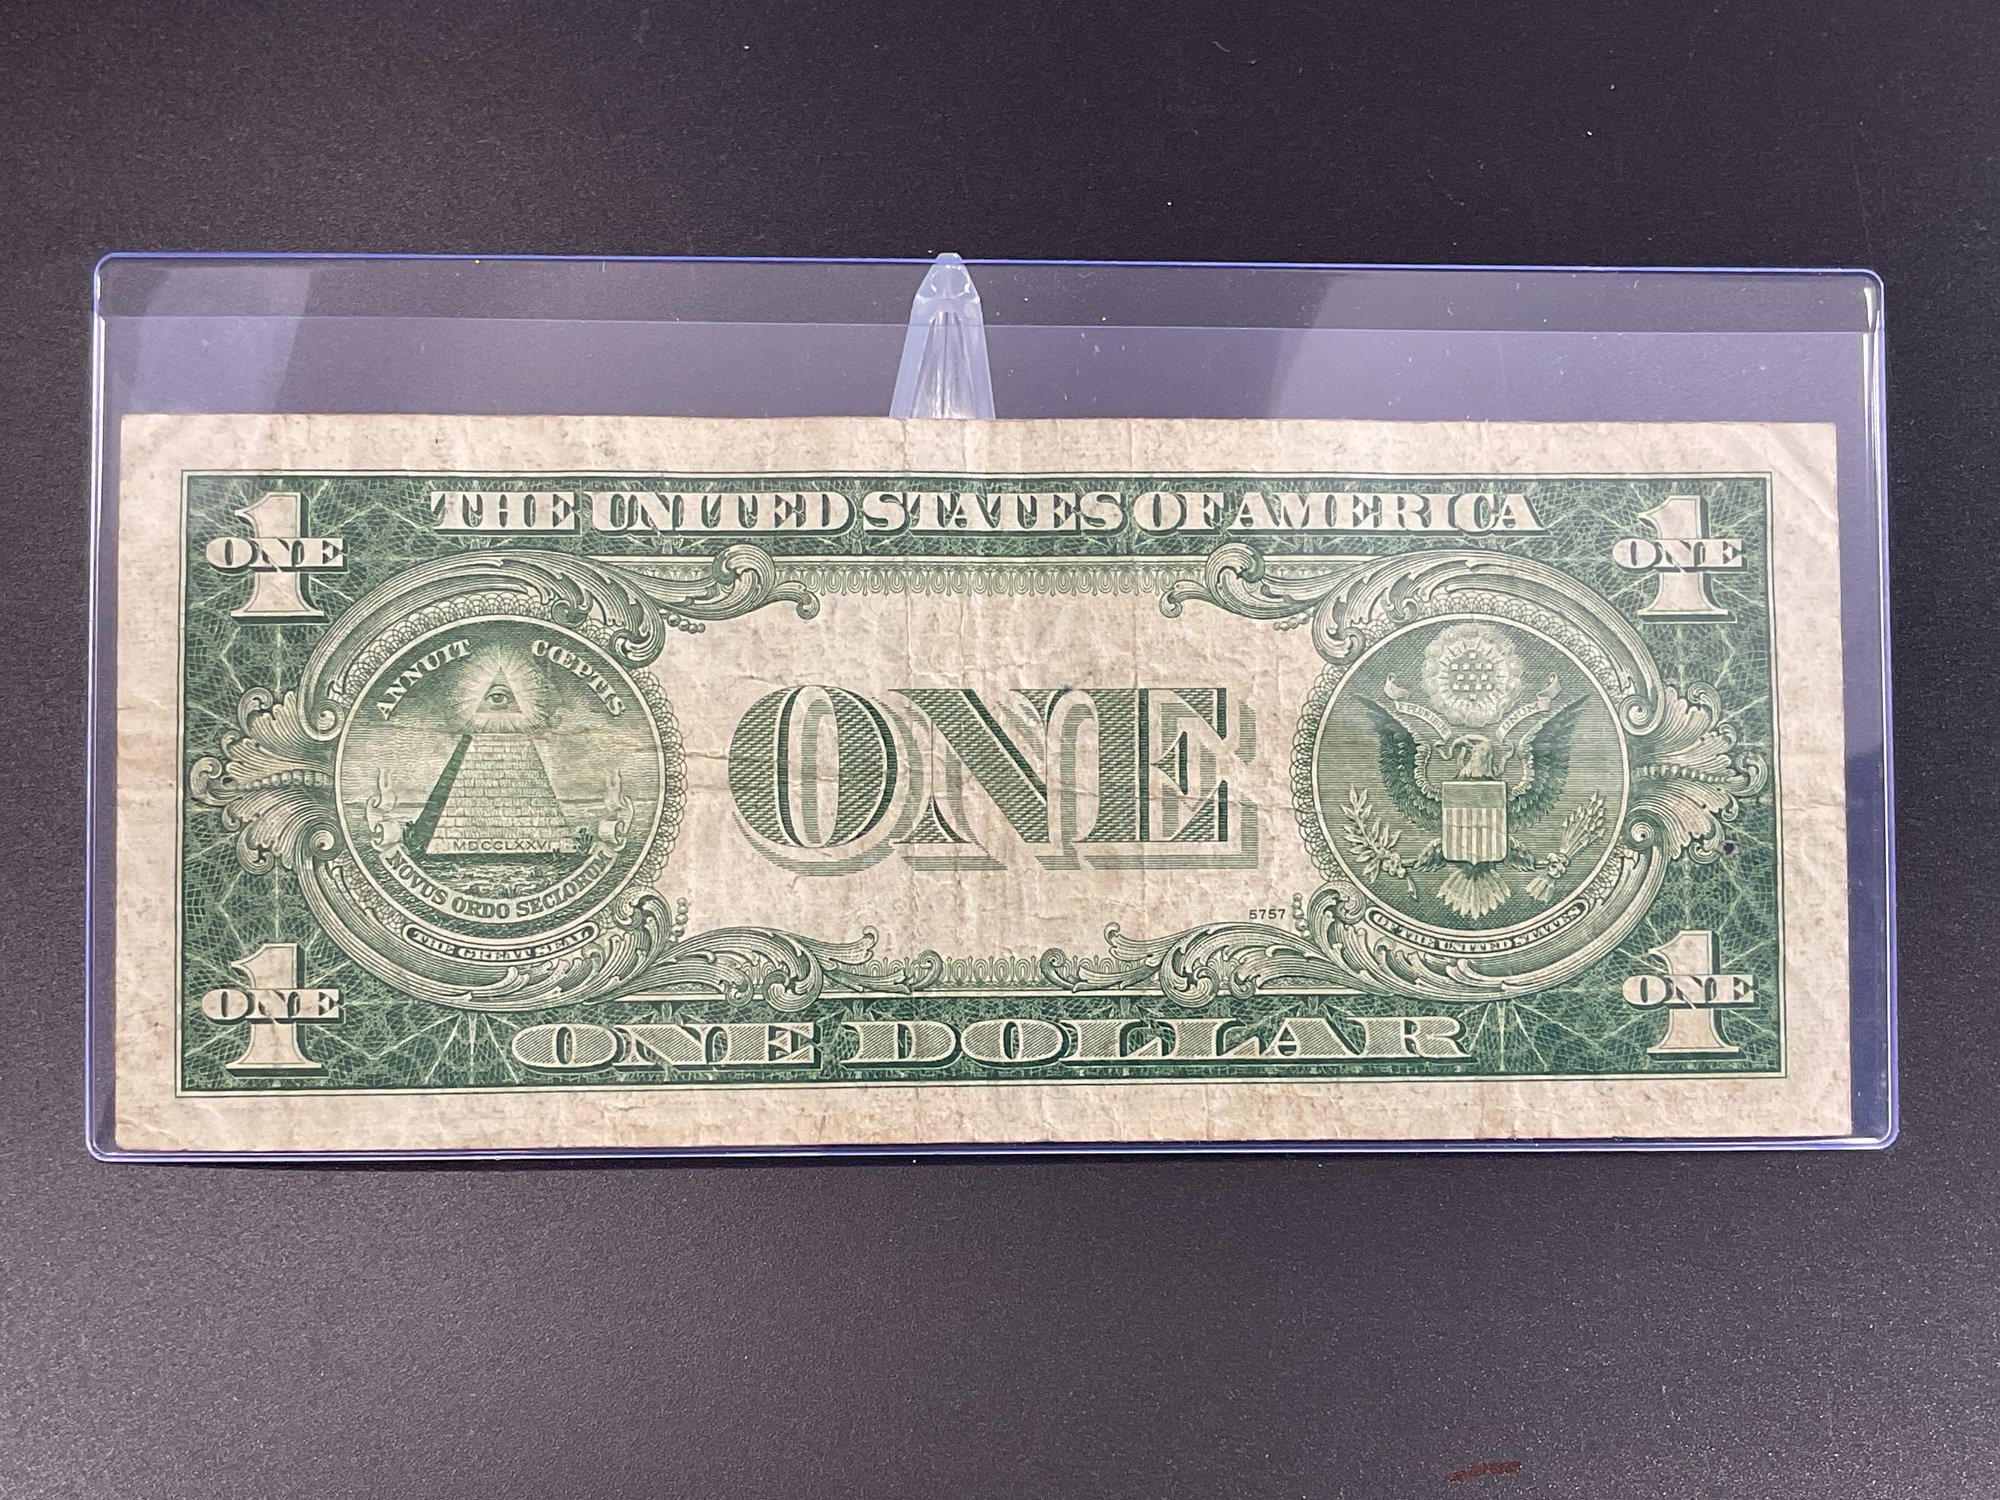 THE UNITED STATES OF AMERICA
1
ONE
1
ONE
ANNUIT CŒPTIS
MDCCLXXVI
NOVUS ORDO SECLORUM
THE GREAT SEAL
ONE
E PLURIBUS UNUM
OF THE UNITED STATES
5757
1
ONE
ONE DOLLAR
1
ONE